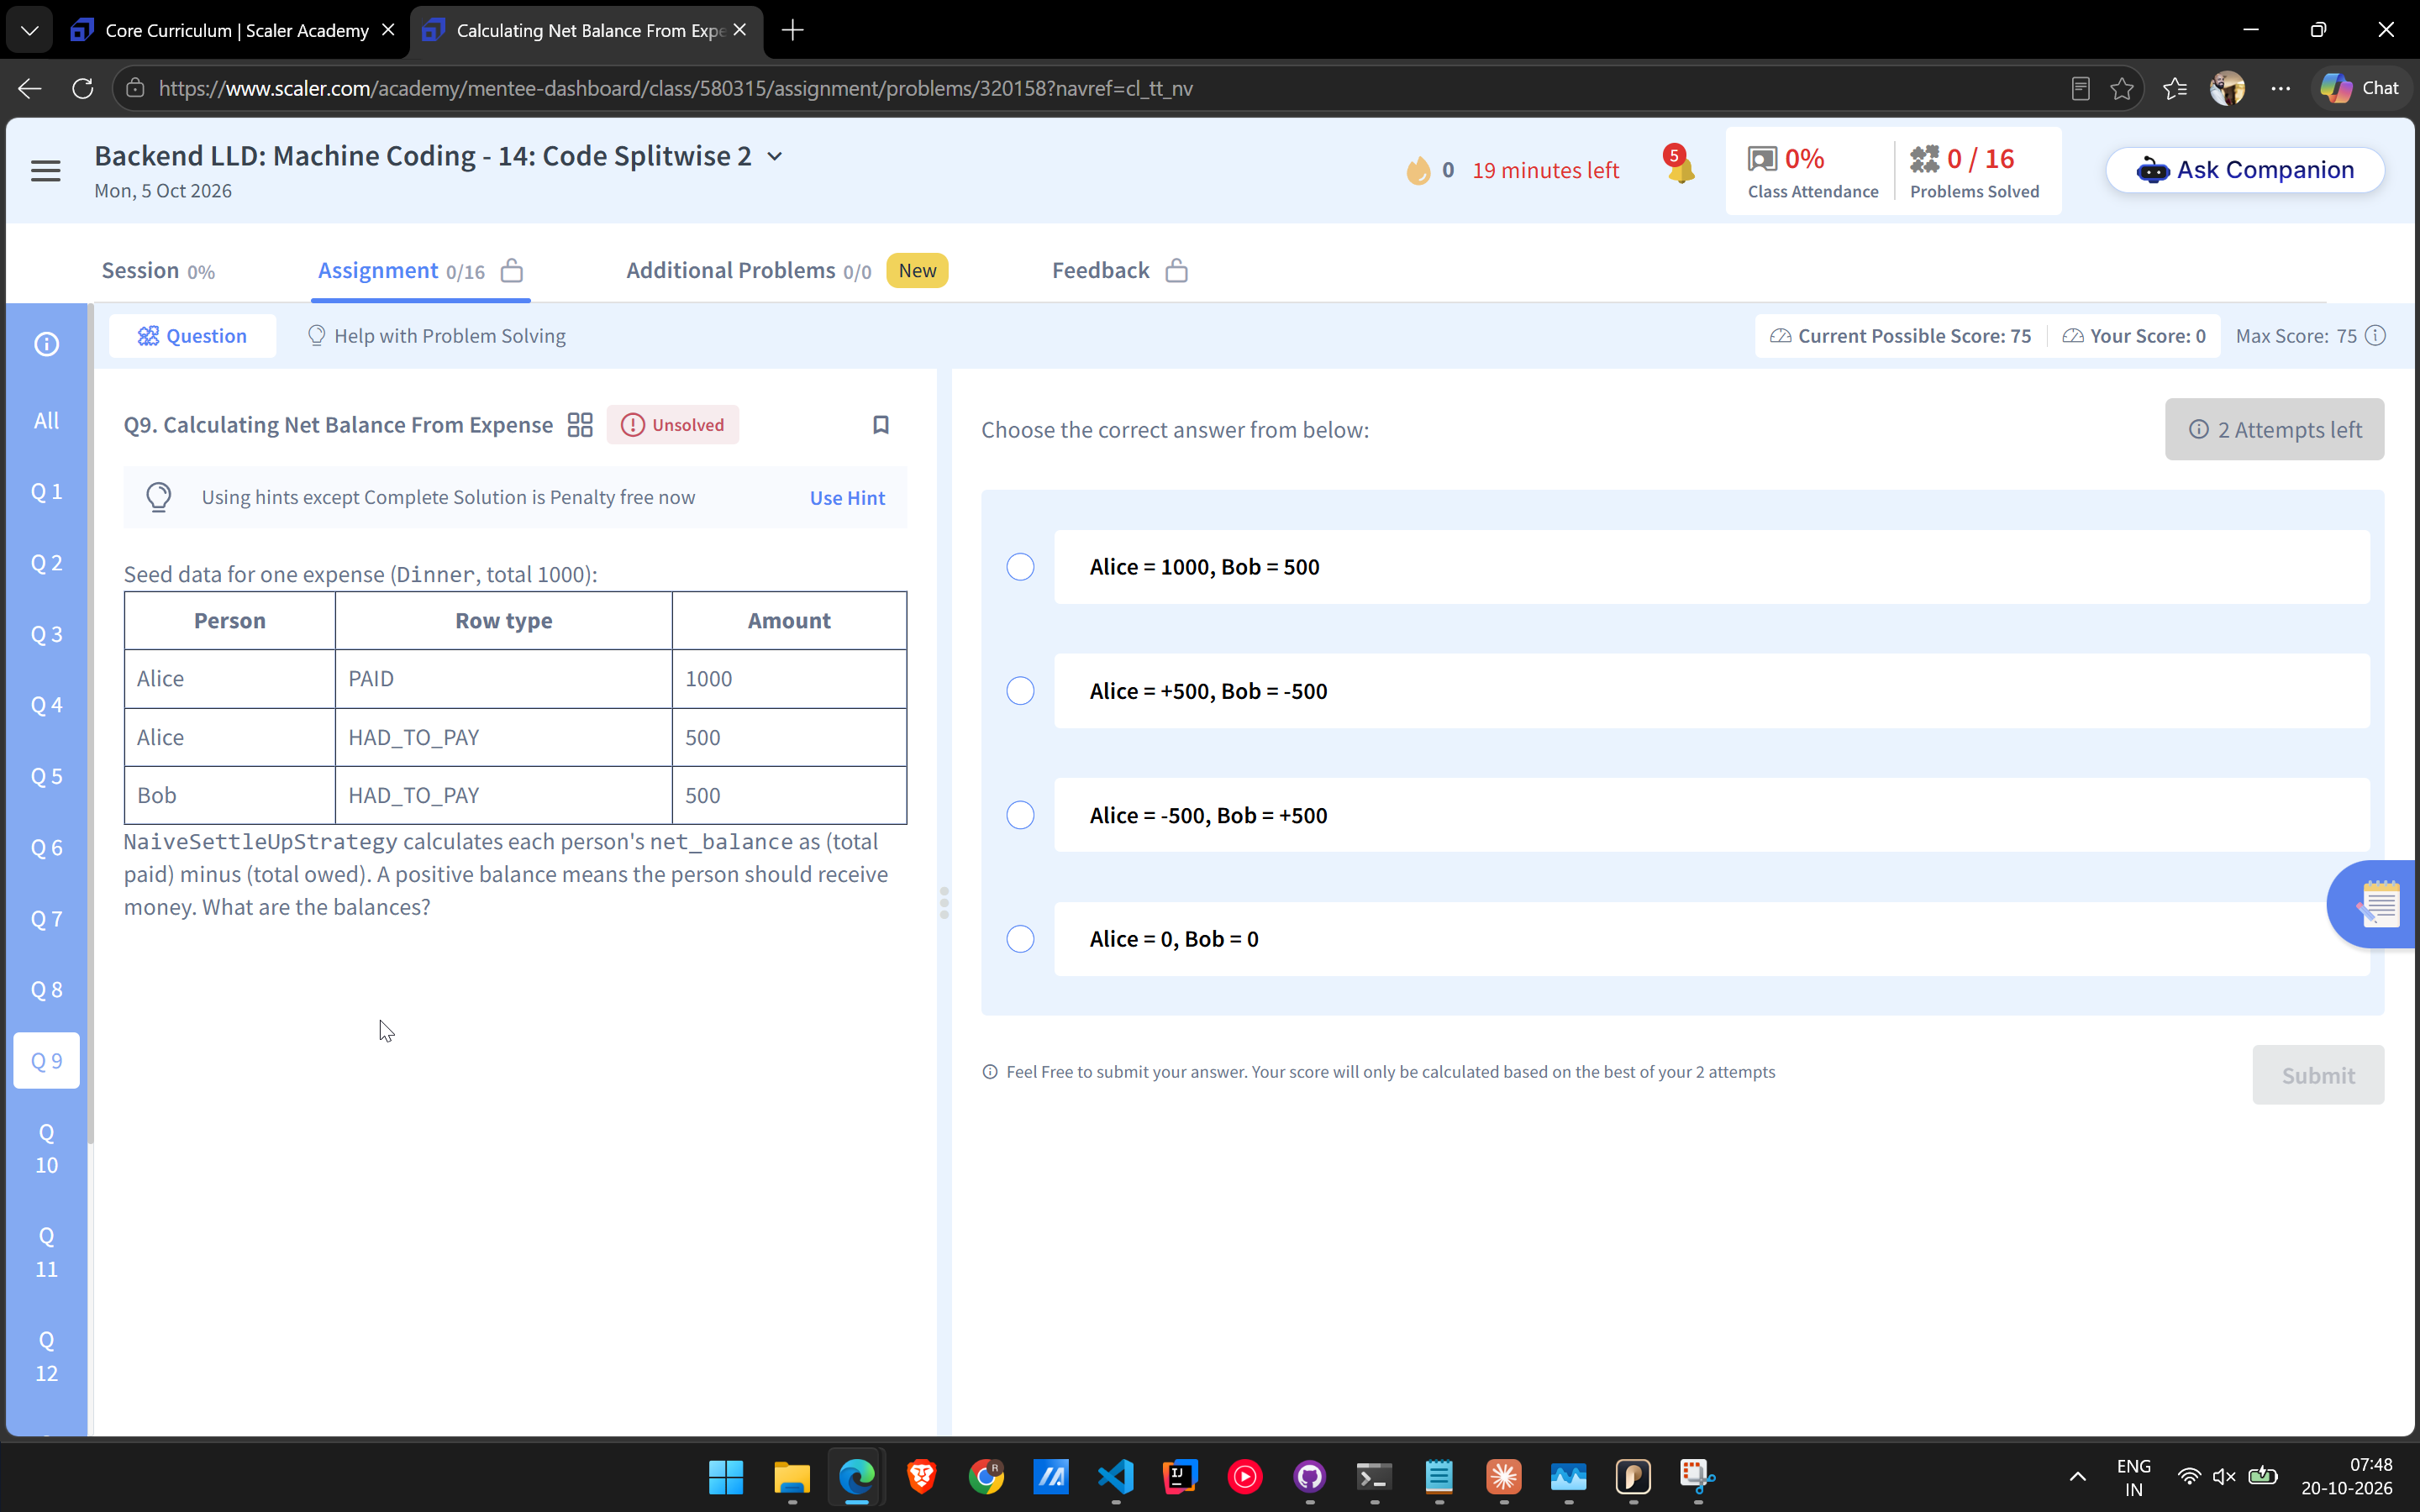 Core Curriculum | Scaler Academy
Calculating Net Balance From Expe
https://www.scaler.com/academy/mentee-dashboard/class/580315/assignment/problems/320158?navref=cl_tt_nv
Chat
Backend LLD: Machine Coding - 14: Code Splitwise 2
Mon, 5 Oct 2026
0
19 minutes left
5
0%
Class Attendance
0 / 16
Problems Solved
Ask Companion
Session 0%
Assignment 0/16
Additional Problems 0/0 New
Feedback
Question
Help with Problem Solving
Current Possible Score: 75
Your Score: 0
Max Score: 75
All
Q 1
Q 2
Q 3
Q 4
Q 5
Q 6
Q 7
Q 8
Q 9
Q
10
Q
11
Q
12
Q9. Calculating Net Balance From Expense
Unsolved
Using hints except Complete Solution is Penalty free now
Use Hint
Seed data for one expense (Dinner, total 1000):
Person Row type Amount
Alice PAID 1000
Alice HAD_TO_PAY 500
Bob HAD_TO_PAY 500
NaiveSettleUpStrategy calculates each person's net_balance as (total
paid) minus (total owed). A positive balance means the person should receive
money. What are the balances?
Choose the correct answer from below:
2 Attempts left
Alice = 1000, Bob = 500
Alice = +500, Bob = -500
Alice = -500, Bob = +500
Alice = 0, Bob = 0
Feel Free to submit your answer. Your score will only be calculated based on the best of your 2 attempts
Submit
ENG
IN
07:48
20-10-2026